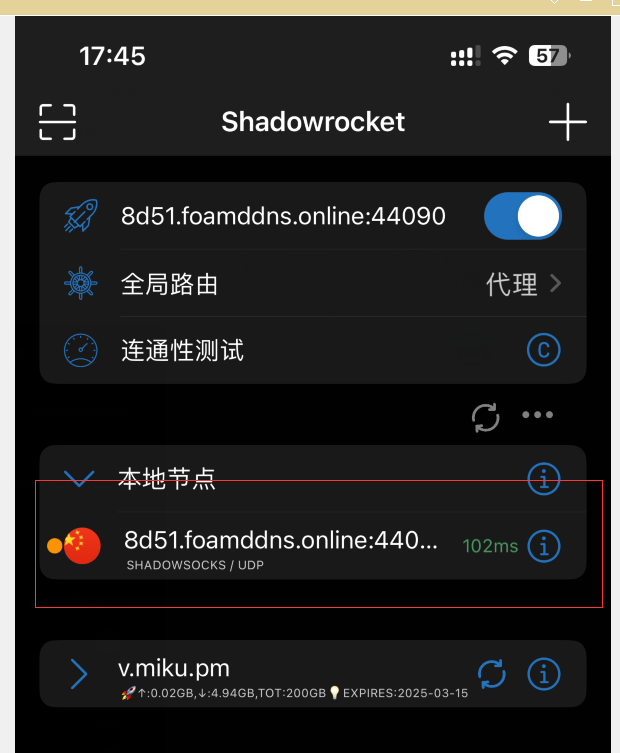 17:45
57
Shadowrocket
8d51.foamddns.online:44090
全局路由 代理
连通性测试 C
本地节点
8d51.foamddns.online:440... 102ms
SHADOWSOCKS / UDP
v.miku.pm
🚀↑:0.02GB,↓:4.94GB,TOT:200GB💡EXPIRES:2025-03-15